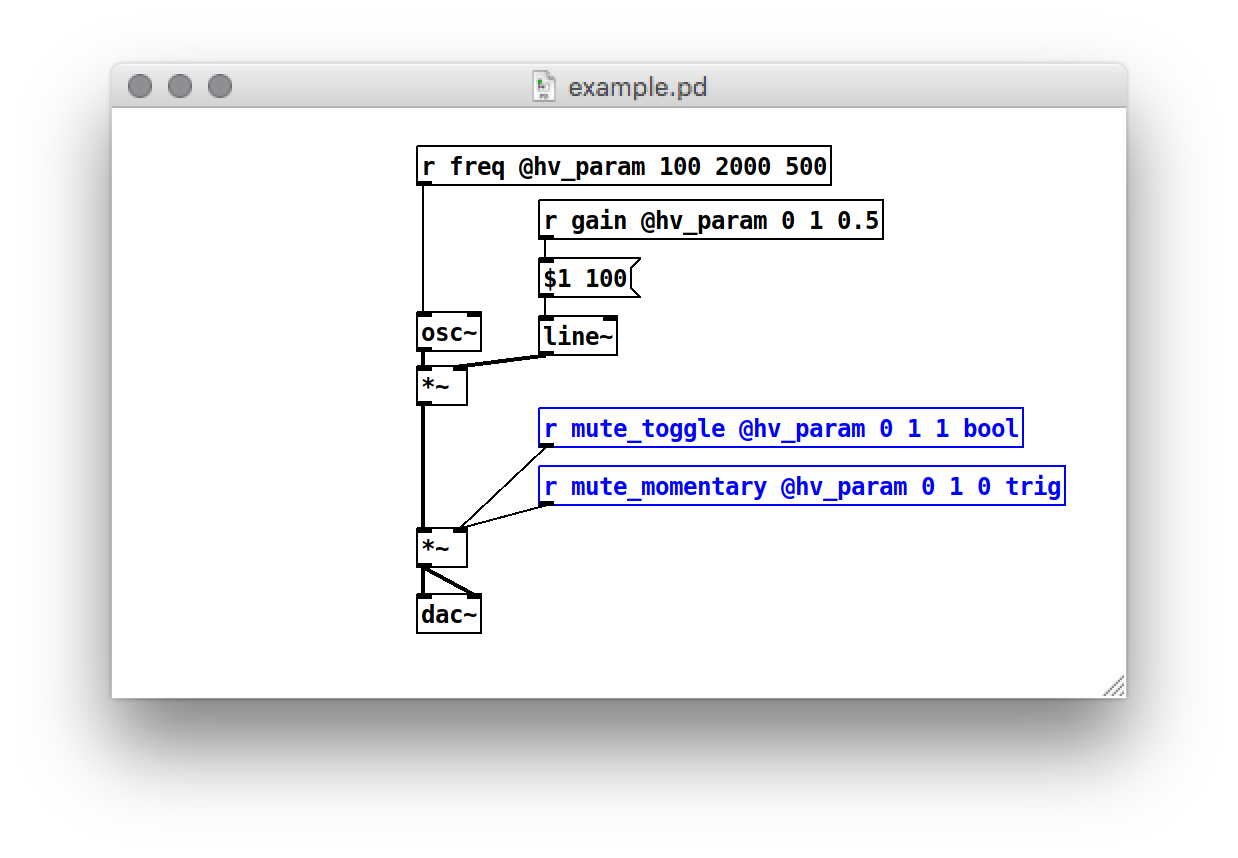 example.pd
r freq @hv_param 100 2000 500
r gain @hv_param 0 1 0.5
$1 100
osc~
line~
*~
r mute_toggle @hv_param 0 1 1 bool
r mute_momentary @hv_param 0 1 0 trig
*~
dac~